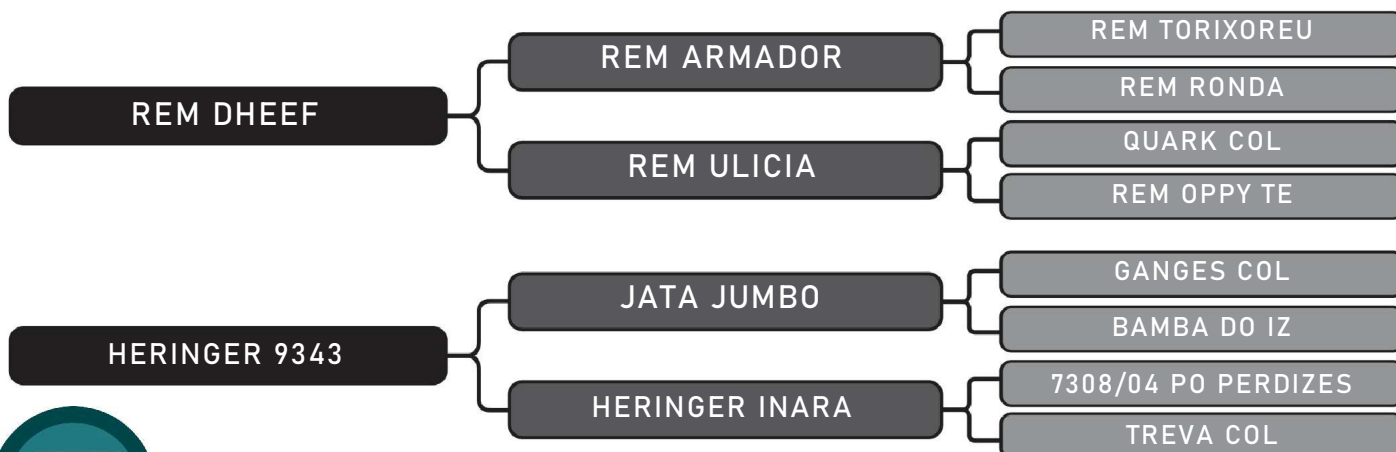 REM DHEEF
REM ARMADOR
REM TORIXOREU
REM RONDA
REM ULICIA
QUARK COL
REM OPPY TE
HERINGER 9343
JATA JUMBO
GANGES COL
BAMBA DO IZ
HERINGER INARA
7308/04 PO PERDIZES
TREVA COL